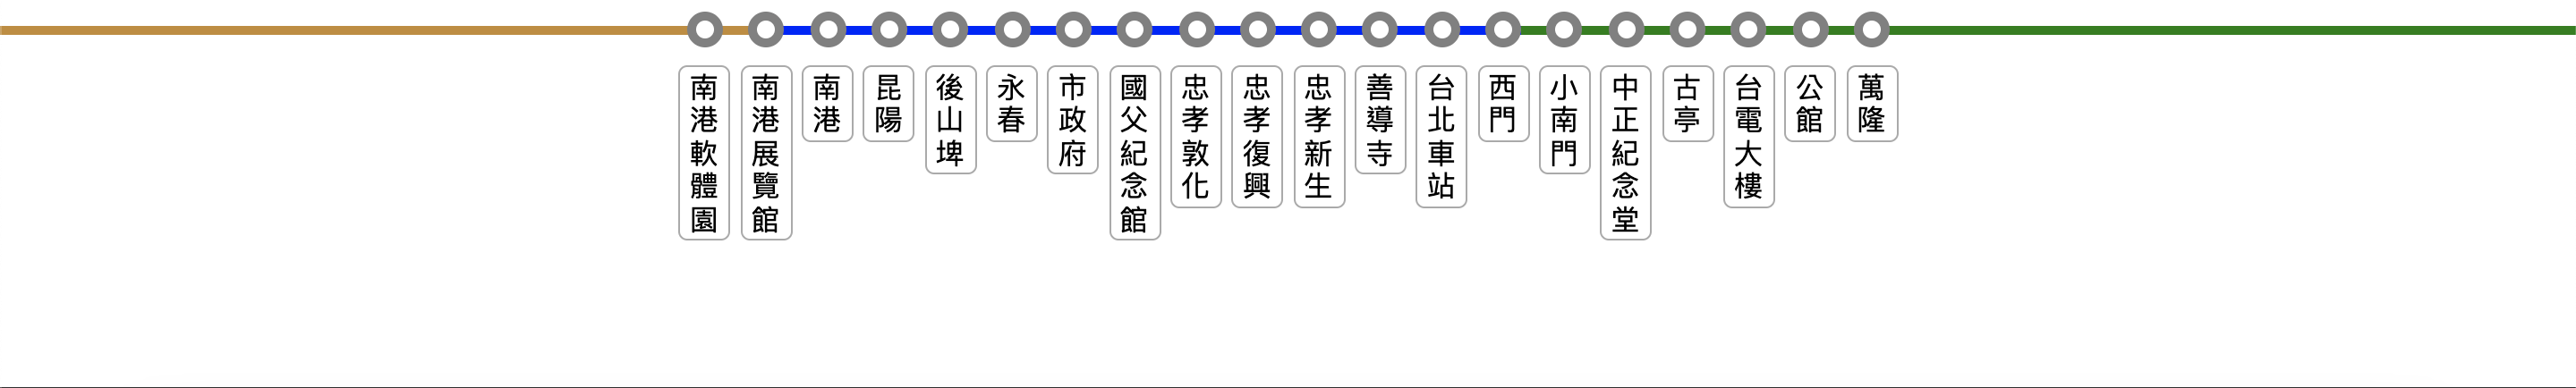 南港軟體園
南港展覽館
南港
昆陽
後山埤
永春
市政府
國父紀念館
忠孝敦化
忠孝復興
忠孝新生
善導寺
台北車站
西門
小南門
中正紀念堂
古亭
台電大樓
公館
萬隆